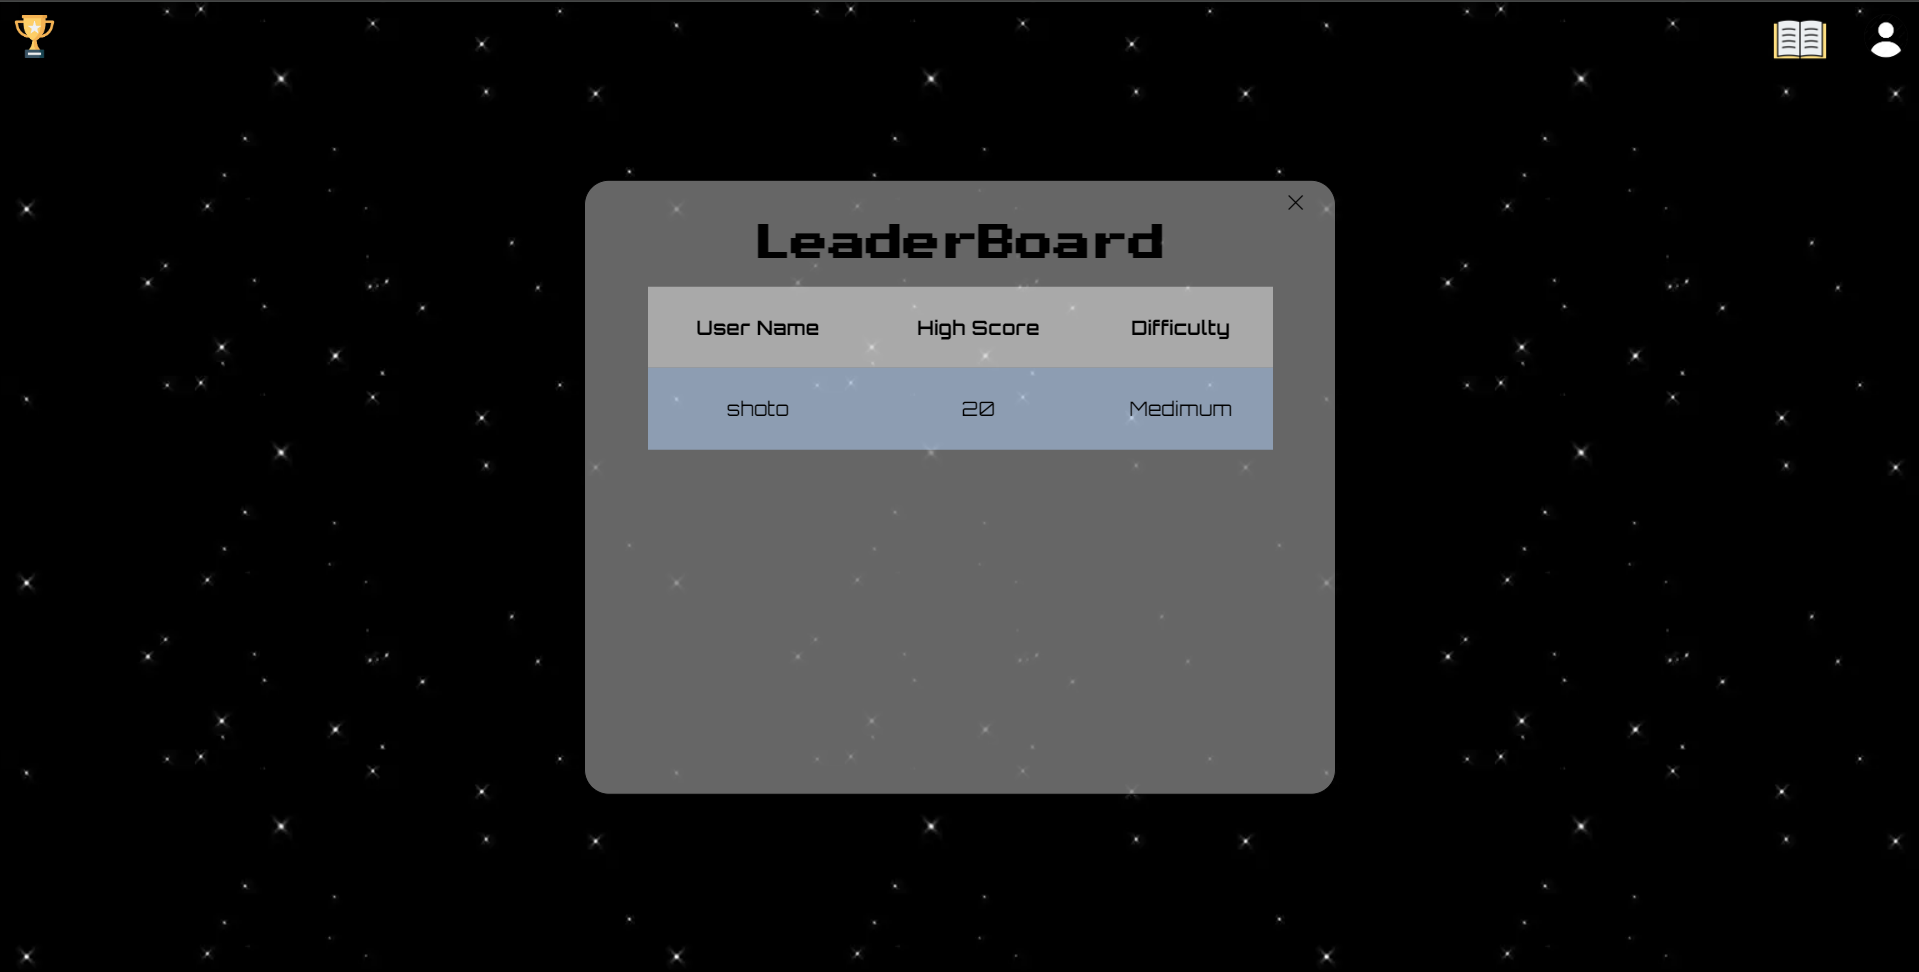 LeaderBoard
User Name High Score Difficulty
shoto 20 Medimum